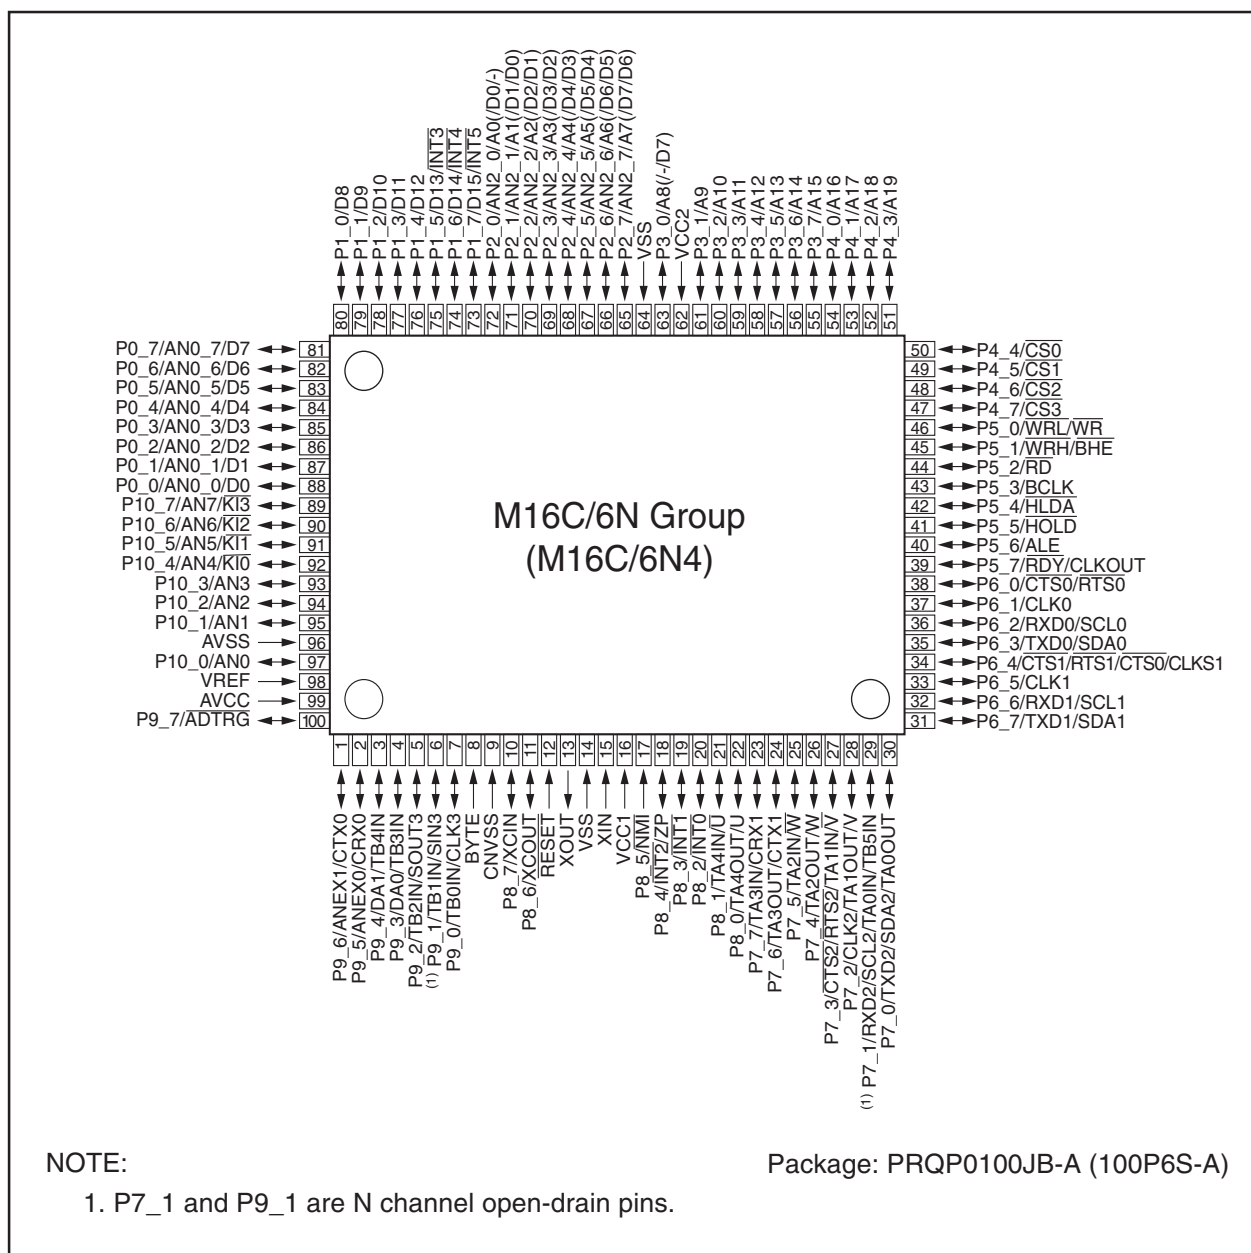 P1_0/D8
P1_1/D9
P1_2/D10
P1_3/D11
P1_4/D12
P1_5/D13/INT3
P1_6/D14/INT4
P1_7/D15/INT5
P2_0/AN2_0/A0(/D0/-)
P2_1/AN2_1/A1(/D1/D0)
P2_2/AN2_2/A2(/D2/D1)
P2_3/AN2_3/A3(/D3/D2)
P2_4/AN2_4/A4(/D4/D3)
P2_5/AN2_5/A5(/D5/D4)
P2_6/AN2_6/A6(/D6/D5)
P2_7/AN2_7/A7(/D7/D6)
VSS
P3_0/A8(/-/D7)
VCC2
P3_1/A9
P3_2/A10
P3_3/A11
P3_4/A12
P3_5/A13
P3_6/A14
P3_7/A15
P4_0/A16
P4_1/A17
P4_2/A18
P4_3/A19
80
79
78
77
76
75
74
73
72
71
70
69
68
67
66
65
64
63
62
61
60
59
58
57
56
55
54
53
52
51
P0_7/AN0_7/D7 81
P0_6/AN0_6/D6 82
P0_5/AN0_5/D5 83
P0_4/AN0_4/D4 84
P0_3/AN0_3/D3 85
P0_2/AN0_2/D2 86
P0_1/AN0_1/D1 87
P0_0/AN0_0/D0 88
P10_7/AN7/KI3 89
P10_6/AN6/KI2 90
P10_5/AN5/KI1 91
P10_4/AN4/KI0 92
P10_3/AN3 93
P10_2/AN2 94
P10_1/AN1 95
AVSS 96
P10_0/AN0 97
VREF 98
AVCC 99
P9_7/ADTRG 100
M16C/6N Group
(M16C/6N4)
50 P4_4/CS0
49 P4_5/CS1
48 P4_6/CS2
47 P4_7/CS3
46 P5_0/WRL/WR
45 P5_1/WRH/BHE
44 P5_2/RD
43 P5_3/BCLK
42 P5_4/HLDA
41 P5_5/HOLD
40 P5_6/ALE
39 P5_7/RDY/CLKOUT
38 P6_0/CTS0/RTS0
37 P6_1/CLK0
36 P6_2/RXD0/SCL0
35 P6_3/TXD0/SDA0
34 P6_4/CTS1/RTS1/CTS0/CLKS1
33 P6_5/CLK1
32 P6_6/RXD1/SCL1
31 P6_7/TXD1/SDA1
1
2
3
4
5
6
7
8
9
10
11
12
13
14
15
16
17
18
19
20
21
22
23
24
25
26
27
28
29
30
P9_6/ANEX1/CTX0
P9_5/ANEX0/CRX0
P9_4/DA1/TB4IN
P9_3/DA0/TB3IN
P9_2/TB2IN/SOUT3
(1) P9_1/TB1IN/SIN3
P9_0/TB0IN/CLK3
BYTE
CNVSS
P8_7/XCIN
P8_6/XCOUT
RESET
XOUT
VSS
XIN
VCC1
P8_5/NMI
P8_4/INT2/ZP
P8_3/INT1
P8_2/INT0
P8_1/TA4IN/U
P8_0/TA4OUT/U
P7_7/TA3IN/CRX1
P7_6/TA3OUT/CTX1
P7_5/TA2IN/W
P7_4/TA2OUT/W
P7_3/CTS2/RTS2/TA1IN/V
P7_2/CLK2/TA1OUT/V
(1) P7_1/RXD2/SCL2/TA0IN/TB5IN
P7_0/TXD2/SDA2/TA0OUT
NOTE:
1. P7_1 and P9_1 are N channel open-drain pins.
Package: PRQP0100JB-A (100P6S-A)